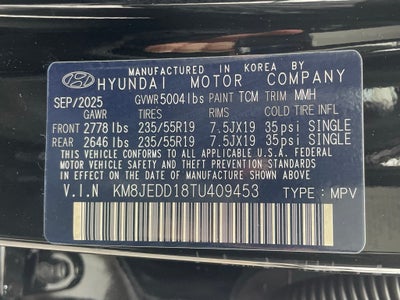 MANUFACTURED IN KOREA BY
HYUNDAI MOTOR COMPANY
SEP/2025 GVWR 5004lbs PAINT TCM TRIM MMH
GAWR TIRES RIMS COLD TIRE INFL PSI
FRONT 2778 lbs 235/55R19 7.5JX19 35psi SINGLE
REAR 2646 lbs 235/55R19 7.5JX19 35psi SINGLE
THIS VEHICLE CONFORMS TO ALL APPLICABLE U.S.A. FEDERAL
MOTOR VEHICLE SAFETY AND THEFT PREVENTION STANDARDS
IN EFFECT ON THE DATE OF MANUFACTURE SHOWN ABOVE.
V.I.N KM8JEDD18TU409453 TYPE : MPV